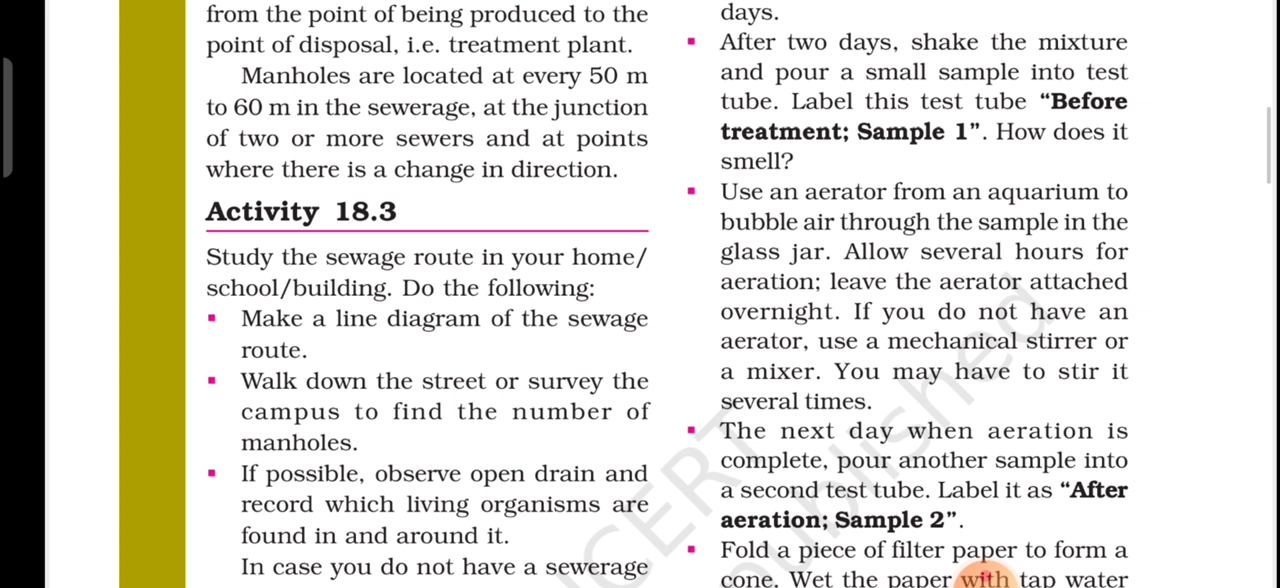 from the point of being produced to the
point of disposal, i.e. treatment plant.
Manholes are located at every 50 m
to 60 m in the sewerage, at the junction
of two or more sewers and at points
where there is a change in direction.
Activity 18.3
Study the sewage route in your home/
school/building. Do the following:
▪ Make a line diagram of the sewage
route.
▪ Walk down the street or survey the
campus to find the number of
manholes.
▪ If possible, observe open drain and
record which living organisms are
found in and around it.
In case you do not have a sewerage
days.
▪ After two days, shake the mixture
and pour a small sample into test
tube. Label this test tube “Before
treatment; Sample 1”. How does it
smell?
▪ Use an aerator from an aquarium to
bubble air through the sample in the
glass jar. Allow several hours for
aeration; leave the aerator attached
overnight. If you do not have an
aerator, use a mechanical stirrer or
a mixer. You may have to stir it
several times.
▪ The next day when aeration is
complete, pour another sample into
a second test tube. Label it as “After
aeration; Sample 2”.
▪ Fold a piece of filter paper to form a
cone. Wet the paper with tap water